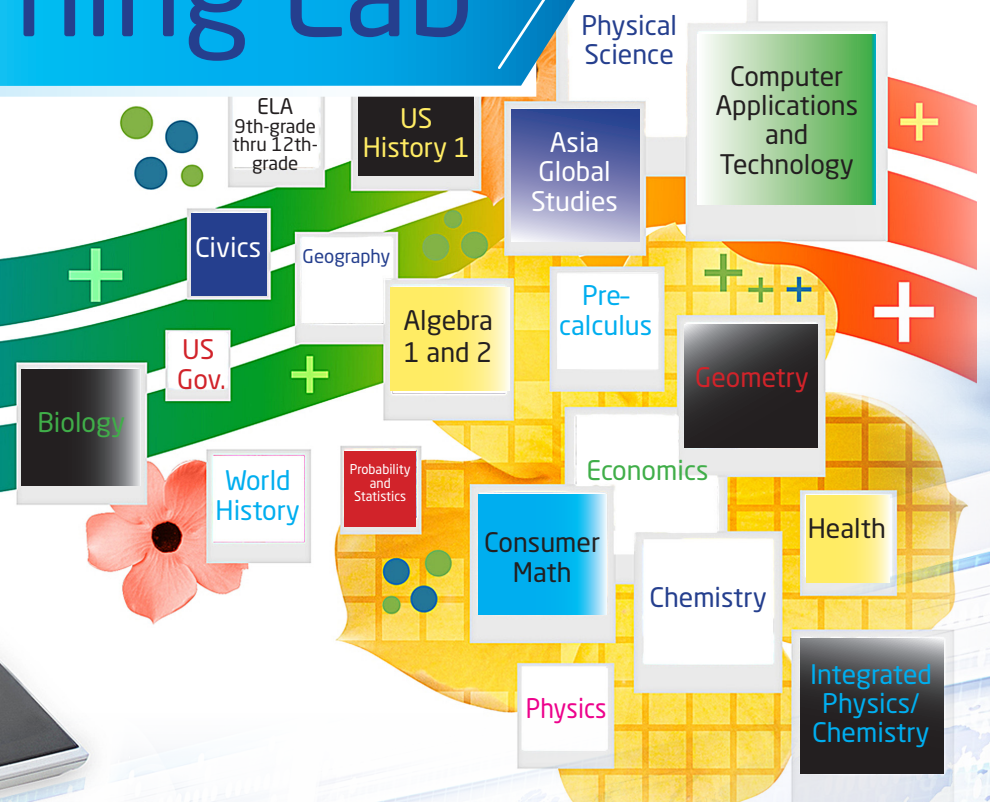 Lab
Physical
Science
Computer
Applications
and
Technology
ELA
9th-grade
thru 12th-
grade
US
History 1
Asia
Global
Studies
Civics
Geography
Pre-
calculus
Algebra
1 and 2
US
Gov.
Geometry
Biology
Economics
World
History
Probability
and
Statistics
Health
Consumer
Math
Chemistry
Integrated
Physics/
Chemistry
Physics